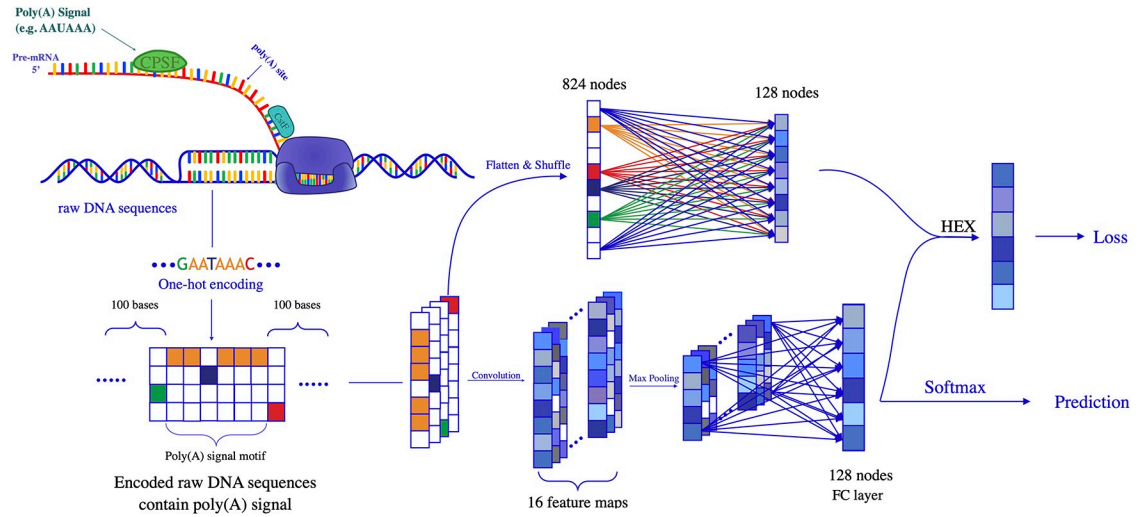 Poly(A) Signal
(e.g. AAUAAA)
Pre-mRNA
5'
CPSF
poly(A) site
CstF
raw DNA sequences
•••GAATAAAC•••
One-hot encoding
100 bases
100 bases
Poly(A) signal motif
Encoded raw DNA sequences
contain poly(A) signal
Flatten & Shuffle
824 nodes
128 nodes
Convolution
16 feature maps
Max Pooling
128 nodes
FC layer
HEX
Loss
Softmax
Prediction